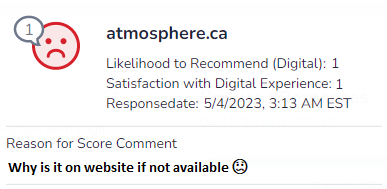 1
atmosphere.ca
Likelihood to Recommend (Digital): 1
Satisfaction with Digital Experience: 1
Responsedate: 5/4/2023, 3:13 AM EST
Reason for Score Comment
Why is it on website if not available ☹